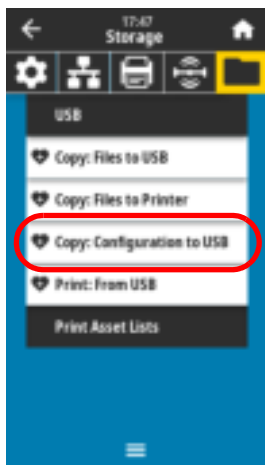 17:47
Storage
USB
Copy: Files to USB
Copy: Files to Printer
Copy: Configuration to USB
Print: From USB
Print Asset Lists